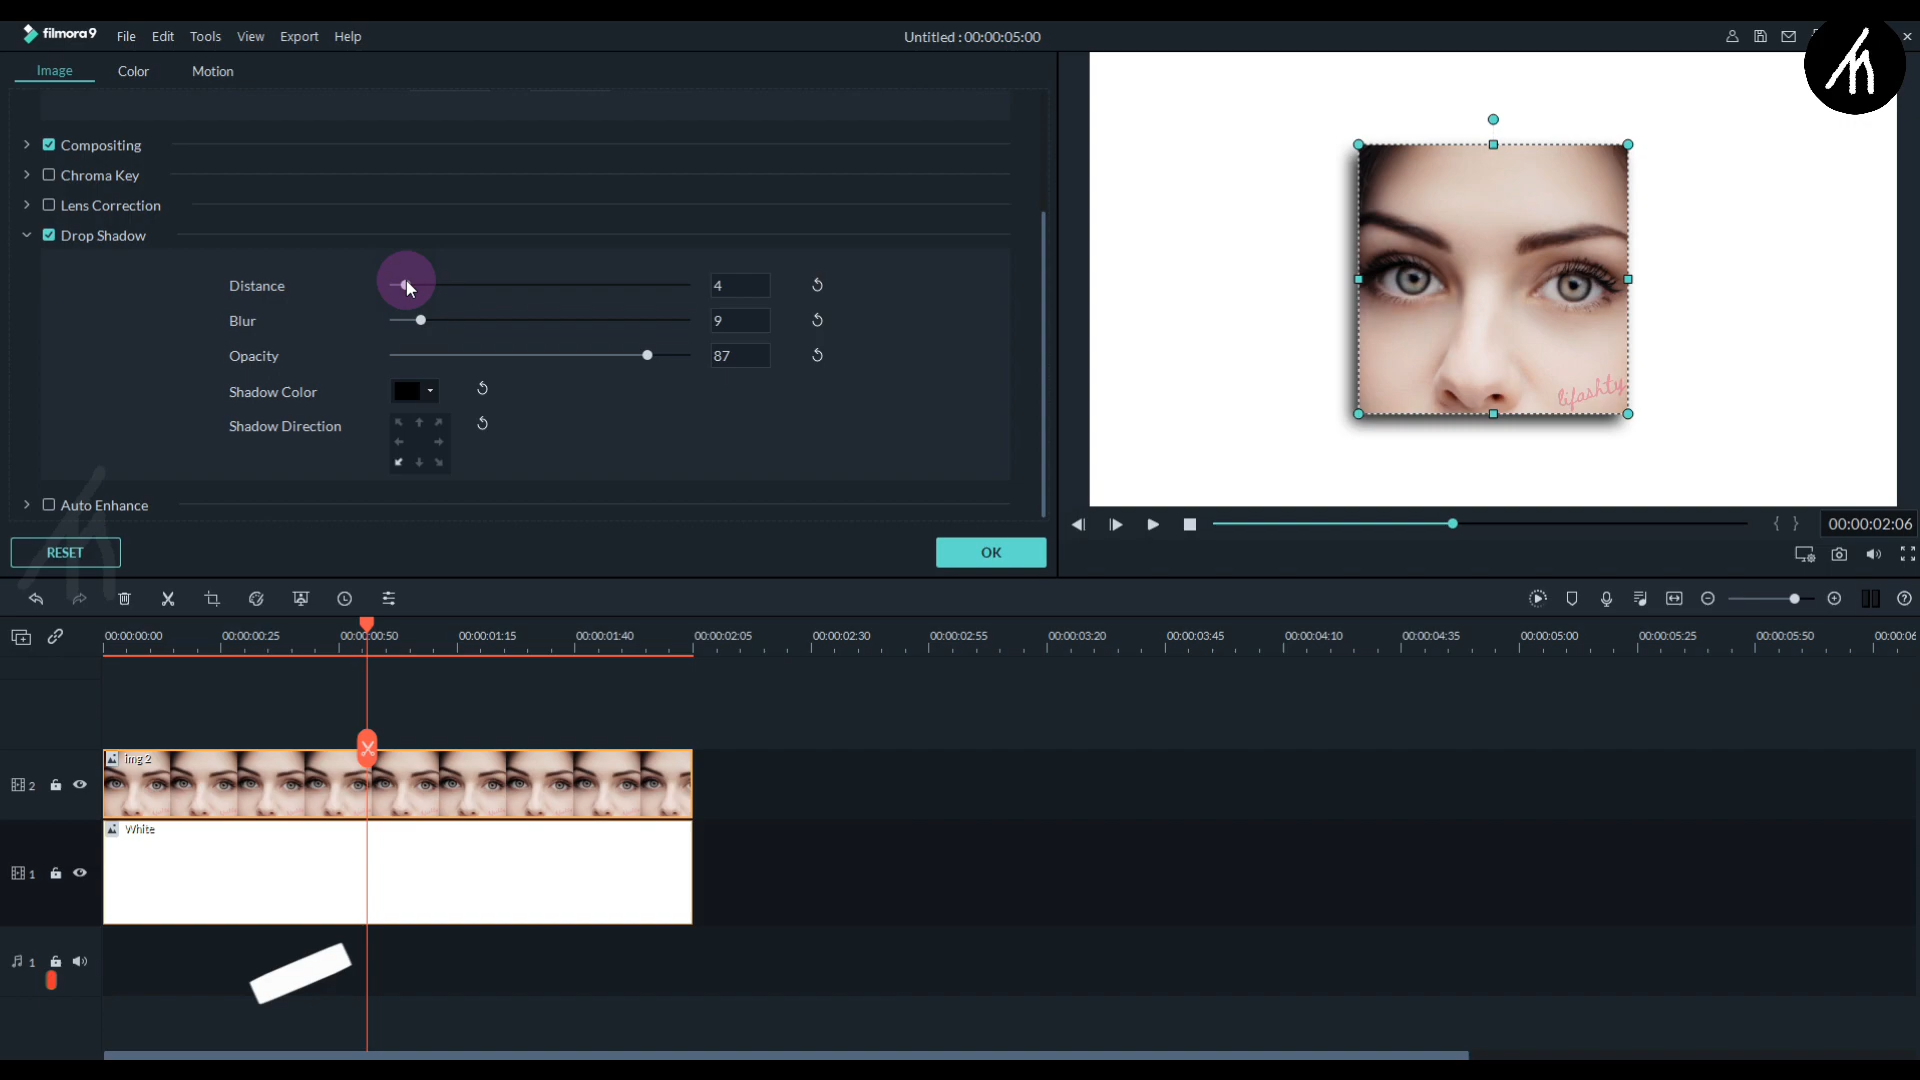 filmora9 File Edit Tools View Export Help Untitled : 00:00:05:00
Image Color Motion
Compositing
Chroma Key
Lens Correction
Drop Shadow
Distance 4
Blur 9
Opacity 87
Shadow Color
Shadow Direction
Auto Enhance
RESET OK
lifashty
00:00:02:06
00:00:00:00 00:00:00:25 00:00:00:50 00:00:01:15 00:00:01:40 00:00:02:05 00:00:02:30 00:00:02:55 00:00:03:20 00:00:03:45 00:00:04:10 00:00:04:35 00:00:05:00 00:00:05:25 00:00:05:50 00:00:06
img 2
2
White
1
1